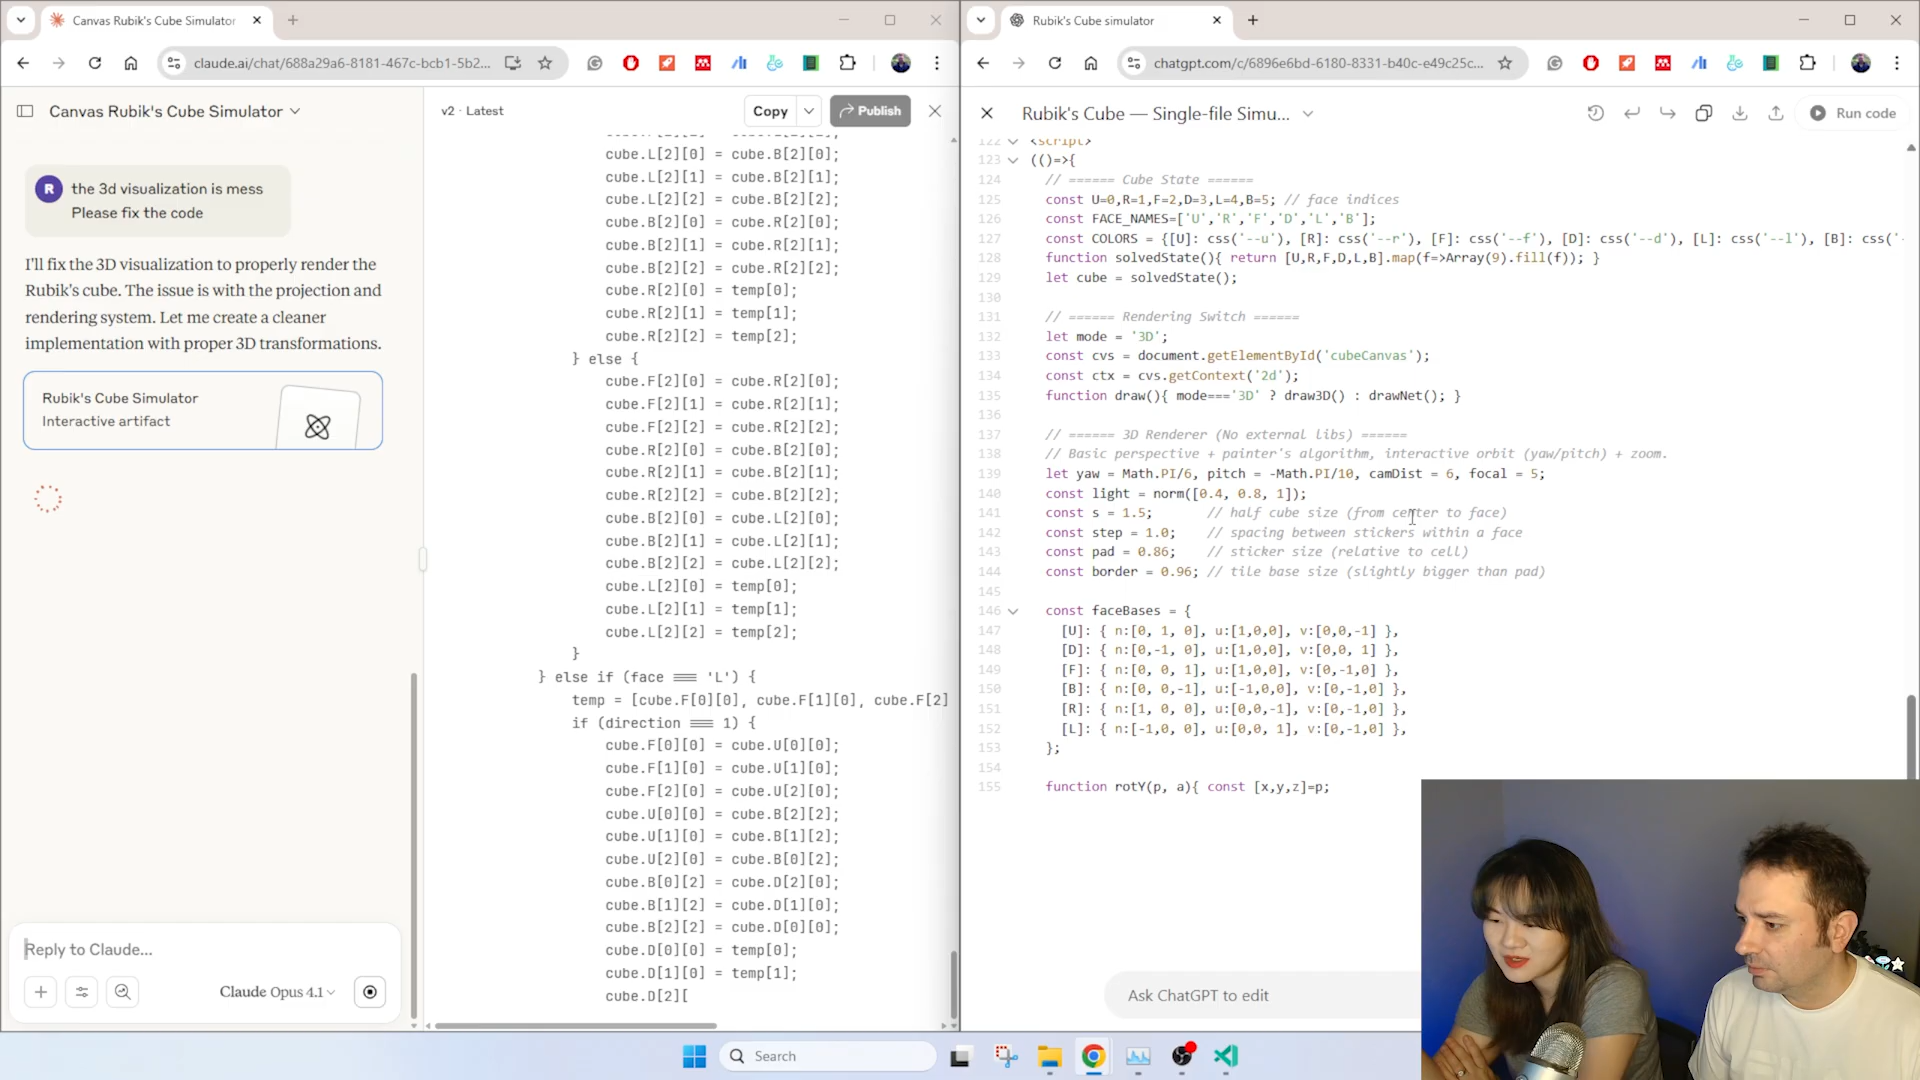 Canvas Rubik's Cube Simulator
claude.ai/chat/688a29a6-8181-467c-bcb1-5b2...
Canvas Rubik's Cube Simulator
R
the 3d visualization is mess
Please fix the code
I'll fix the 3D visualization to properly render the
Rubik's cube. The issue is with the projection and
rendering system. Let me create a cleaner
implementation with proper 3D transformations.
Rubik's Cube Simulator
Interactive artifact
Reply to Claude...
Claude Opus 4.1
v2 · Latest
Copy
Publish
cube.L[2][0] = cube.B[2][0];
cube.L[2][1] = cube.B[2][1];
cube.L[2][2] = cube.B[2][2];
cube.B[2][0] = cube.R[2][0];
cube.B[2][1] = cube.R[2][1];
cube.B[2][2] = cube.R[2][2];
cube.R[2][0] = temp[0];
cube.R[2][1] = temp[1];
cube.R[2][2] = temp[2];
} else {
cube.F[2][0] = cube.R[2][0];
cube.F[2][1] = cube.R[2][1];
cube.F[2][2] = cube.R[2][2];
cube.R[2][0] = cube.B[2][0];
cube.R[2][1] = cube.B[2][1];
cube.R[2][2] = cube.B[2][2];
cube.B[2][0] = cube.L[2][0];
cube.B[2][1] = cube.L[2][1];
cube.B[2][2] = cube.L[2][2];
cube.L[2][0] = temp[0];
cube.L[2][1] = temp[1];
cube.L[2][2] = temp[2];
}
} else if (face === 'L') {
temp = [cube.F[0][0], cube.F[1][0], cube.F[2]
if (direction === 1) {
cube.F[0][0] = cube.U[0][0];
cube.F[1][0] = cube.U[1][0];
cube.F[2][0] = cube.U[2][0];
cube.U[0][0] = cube.B[2][2];
cube.U[1][0] = cube.B[1][2];
cube.U[2][0] = cube.B[0][2];
cube.B[0][2] = cube.D[2][0];
cube.B[1][2] = cube.D[1][0];
cube.B[2][2] = cube.D[0][0];
cube.D[0][0] = temp[0];
cube.D[1][0] = temp[1];
cube.D[2][
Rubik's Cube simulator
chatgpt.com/c/6896e6bd-6180-8331-b40c-e49c25c...
Rubik's Cube — Single-file Simu...
Run code
122 <script>
123 (()=>{
124 // ====== Cube State ======
125 const U=0,R=1,F=2,D=3,L=4,B=5; // face indices
126 const FACE_NAMES=['U','R','F','D','L','B'];
127 const COLORS = {[U]: css('--u'), [R]: css('--r'), [F]: css('--f'), [D]: css('--d'), [L]: css('--l'), [B]: css('-
128 function solvedState(){ return [U,R,F,D,L,B].map(f=>Array(9).fill(f)); }
129 let cube = solvedState();
130
131 // ====== Rendering Switch ======
132 let mode = '3D';
133 const cvs = document.getElementById('cubeCanvas');
134 const ctx = cvs.getContext('2d');
135 function draw(){ mode==='3D' ? draw3D() : drawNet(); }
136
137 // ====== 3D Renderer (No external libs) ======
138 // Basic perspective + painter's algorithm, interactive orbit (yaw/pitch) + zoom.
139 let yaw = Math.PI/6, pitch = -Math.PI/10, camDist = 6, focal = 5;
140 const light = norm([0.4, 0.8, 1]);
141 const s = 1.5; // half cube size (from center to face)
142 const step = 1.0; // spacing between stickers within a face
143 const pad = 0.86; // sticker size (relative to cell)
144 const border = 0.96; // tile base size (slightly bigger than pad)
145
146 const faceBases = {
147 [U]: { n:[0, 1, 0], u:[1,0,0], v:[0,0,-1] },
148 [D]: { n:[0,-1, 0], u:[1,0,0], v:[0,0, 1] },
149 [F]: { n:[0, 0, 1], u:[1,0,0], v:[0,-1,0] },
150 [B]: { n:[0, 0,-1], u:[-1,0,0], v:[0,-1,0] },
151 [R]: { n:[1, 0, 0], u:[0,0,-1], v:[0,-1,0] },
152 [L]: { n:[-1,0, 0], u:[0,0, 1], v:[0,-1,0] },
153 };
154
155 function rotY(p, a){ const [x,y,z]=p;
Ask ChatGPT to edit
Search